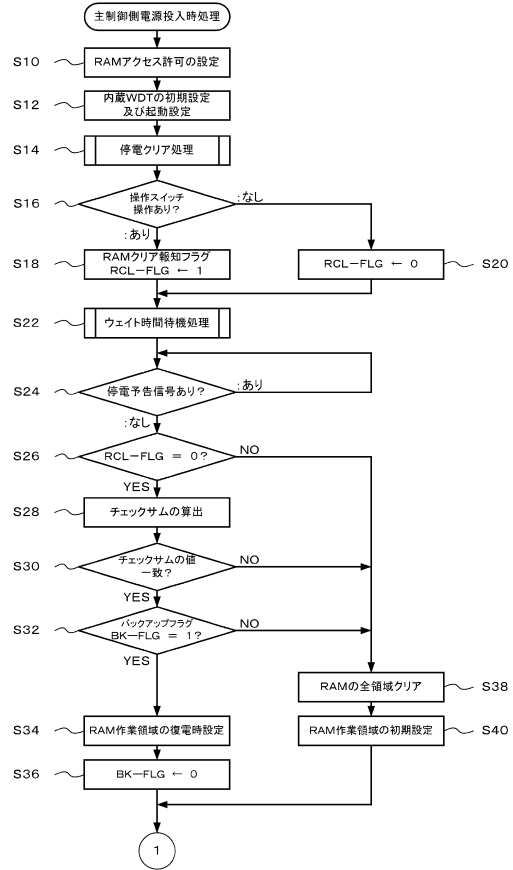 主制御側電源投入時処理
S10
RAMアクセス許可の設定
S12
内蔵WDTの初期設定
及び起動設定
S14
停電クリア処理
S16
操作スイッチ
操作あり?
:なし
:あり
S18
RAMクリア報知フラグ
RCL-FLG ← 1
RCL-FLG ← 0
S20
S22
ウェイト時間待機処理
S24
停電予告信号あり?
:あり
:なし
S26
RCL-FLG = 0?
NO
YES
S28
チェックサムの算出
S30
チェックサムの値
一致?
NO
YES
S32
バックアップフラグ
BK-FLG = 1?
NO
YES
RAMの全領域クリア
S38
S34
RAM作業領域の復電時設定
RAM作業領域の初期設定
S40
S36
BK-FLG ← 0
1